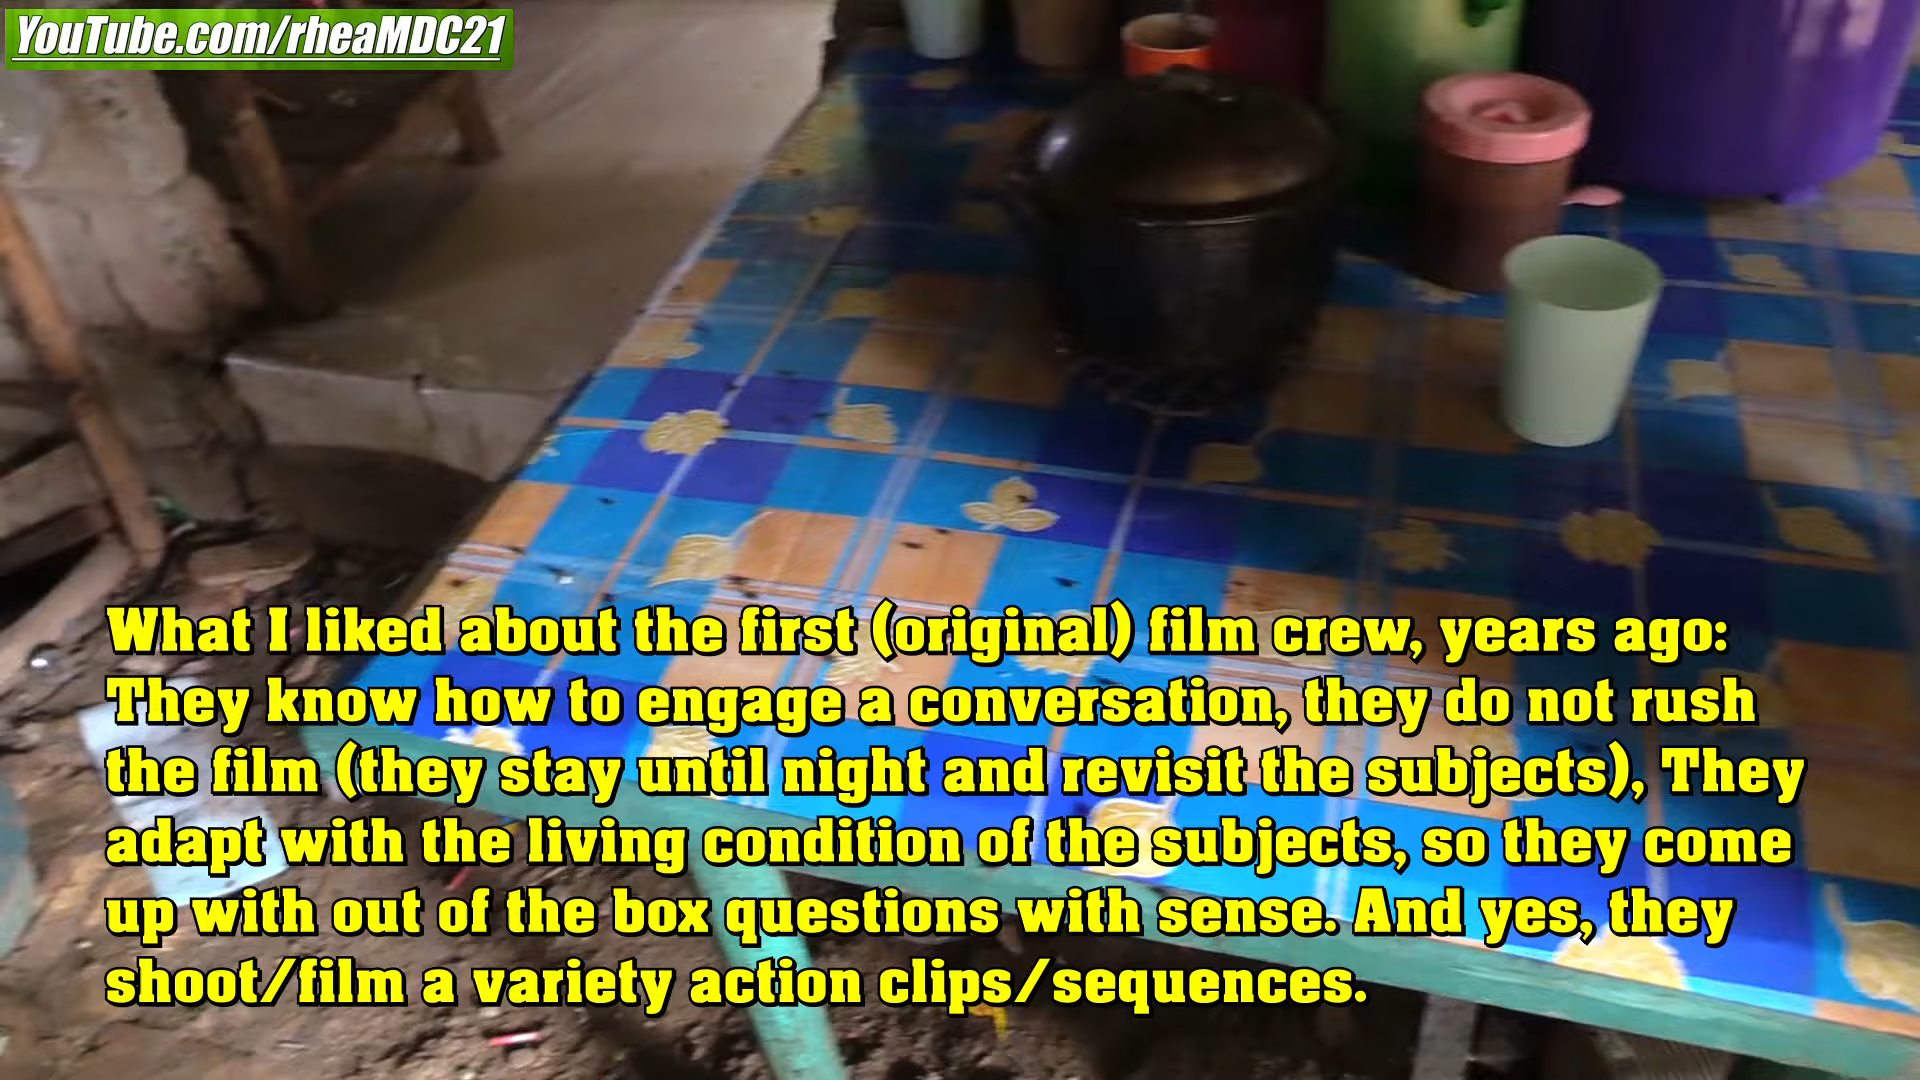 YouTube.com/rheaMDC21
What I liked about the first (original) film crew, years ago:
They know how to engage a conversation, they do not rush
the film (they stay until night and revisit the subjects), They
adapt with the living condition of the subjects, so they come
up with out of the box questions with sense. And yes, they
shoot/film a variety action clips/sequences.